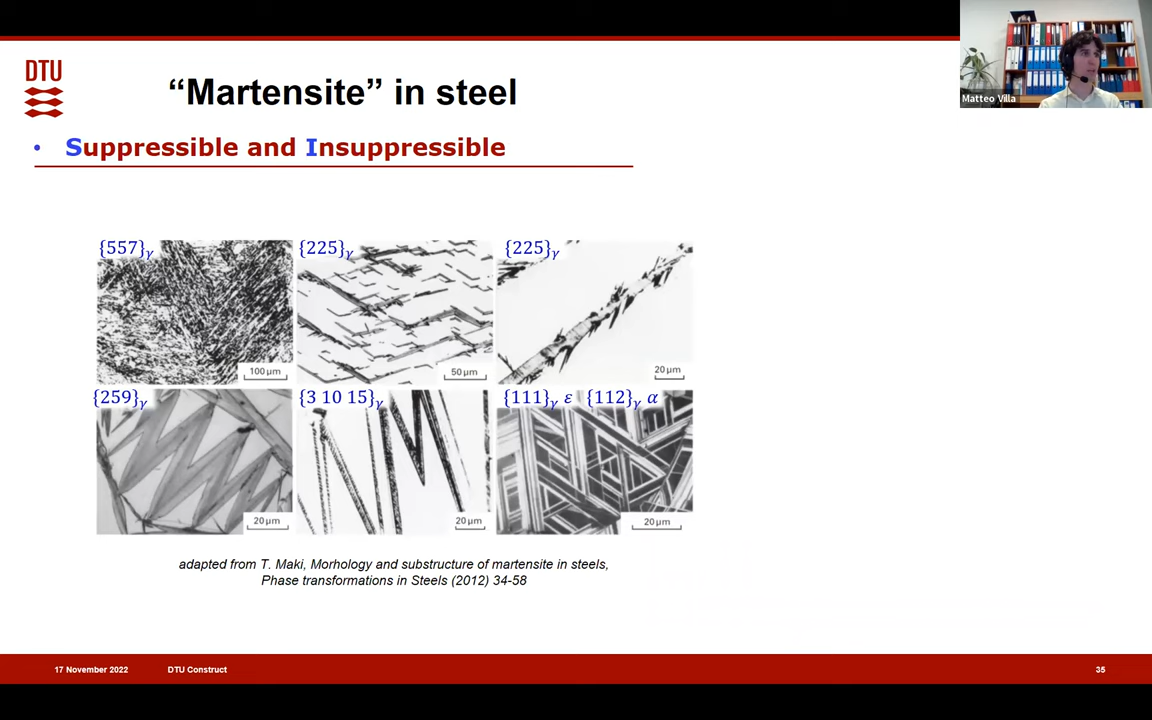 DTU
“Martensite” in steel
Matteo Villa
• Suppressible and Insuppressible
{557}γ {225}γ {225}γ
100 μm 50 μm 20 μm
{259}γ {3 10 15}γ {111}γ ε {112}γ α
20 μm 20 μm 20 μm
adapted from T. Maki, Morhology and substructure of martensite in steels,
Phase transformations in Steels (2012) 34-58
17 November 2022 DTU Construct 35